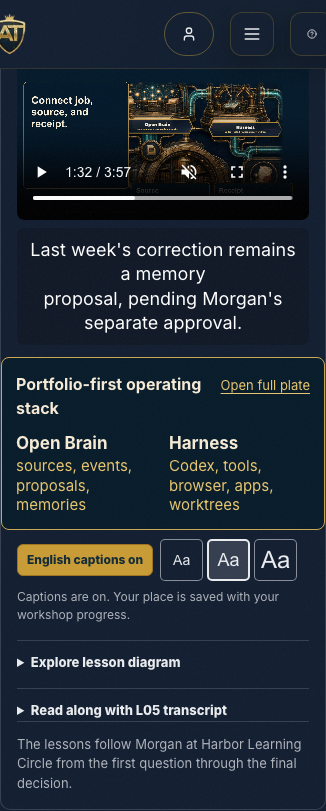 AT
Connect job,
source, and
receipt.
Open Brain
Harness
Source
Receipt
1:32 / 3:57
Last week's correction remains
a memory
proposal, pending Morgan's
separate approval.
Portfolio-first operating
stack
Open full plate
Open Brain
sources, events,
proposals,
memories
Harness
Codex, tools,
browser, apps,
worktrees
English captions on
Aa
Aa
Aa
Captions are on. Your place is saved with your
workshop progress.
Explore lesson diagram
Read along with L05 transcript
The lessons follow Morgan at Harbor Learning
Circle from the first question through the final
decision.